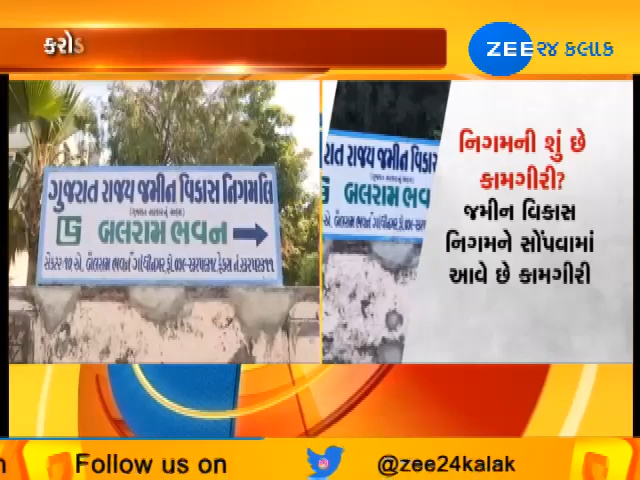 કરોડ
ZEE ૨૪ કલાક
ગુજરાત રાજ્ય જમીન વિકાસ નિગમલિ
બલરામ ભવન
રાત રાજ્ય જમીન વિકાસ
બલરામ ભવ
નિગમની શું છે
કામગીરી?
જમીન વિકાસ
નિગમને સોંપવામાં
આવે છે કામગીરી
Follow us on @zee24kalak